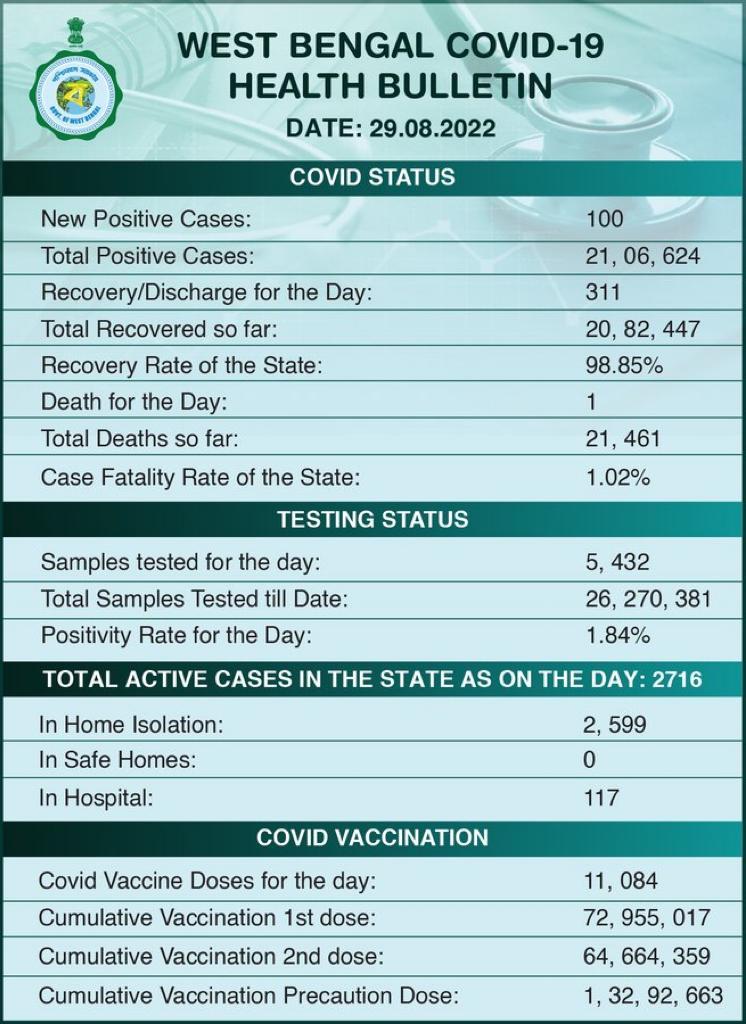 WEST BENGAL COVID-19
HEALTH BULLETIN
DATE: 29.08.2022
GOVT. OF WEST BENGAL
COVID STATUS
New Positive Cases: 100
Total Positive Cases: 21, 06, 624
Recovery/Discharge for the Day: 311
Total Recovered so far: 20, 82, 447
Recovery Rate of the State: 98.85%
Death for the Day: 1
Total Deaths so far: 21, 461
Case Fatality Rate of the State: 1.02%
TESTING STATUS
Samples tested for the day: 5, 432
Total Samples Tested till Date: 26, 270, 381
Positivity Rate for the Day: 1.84%
TOTAL ACTIVE CASES IN THE STATE AS ON THE DAY: 2716
In Home Isolation: 2, 599
In Safe Homes: 0
In Hospital: 117
COVID VACCINATION
Covid Vaccine Doses for the day: 11, 084
Cumulative Vaccination 1st dose: 72, 955, 017
Cumulative Vaccination 2nd dose: 64, 664, 359
Cumulative Vaccination Precaution Dose: 1, 32, 92, 663